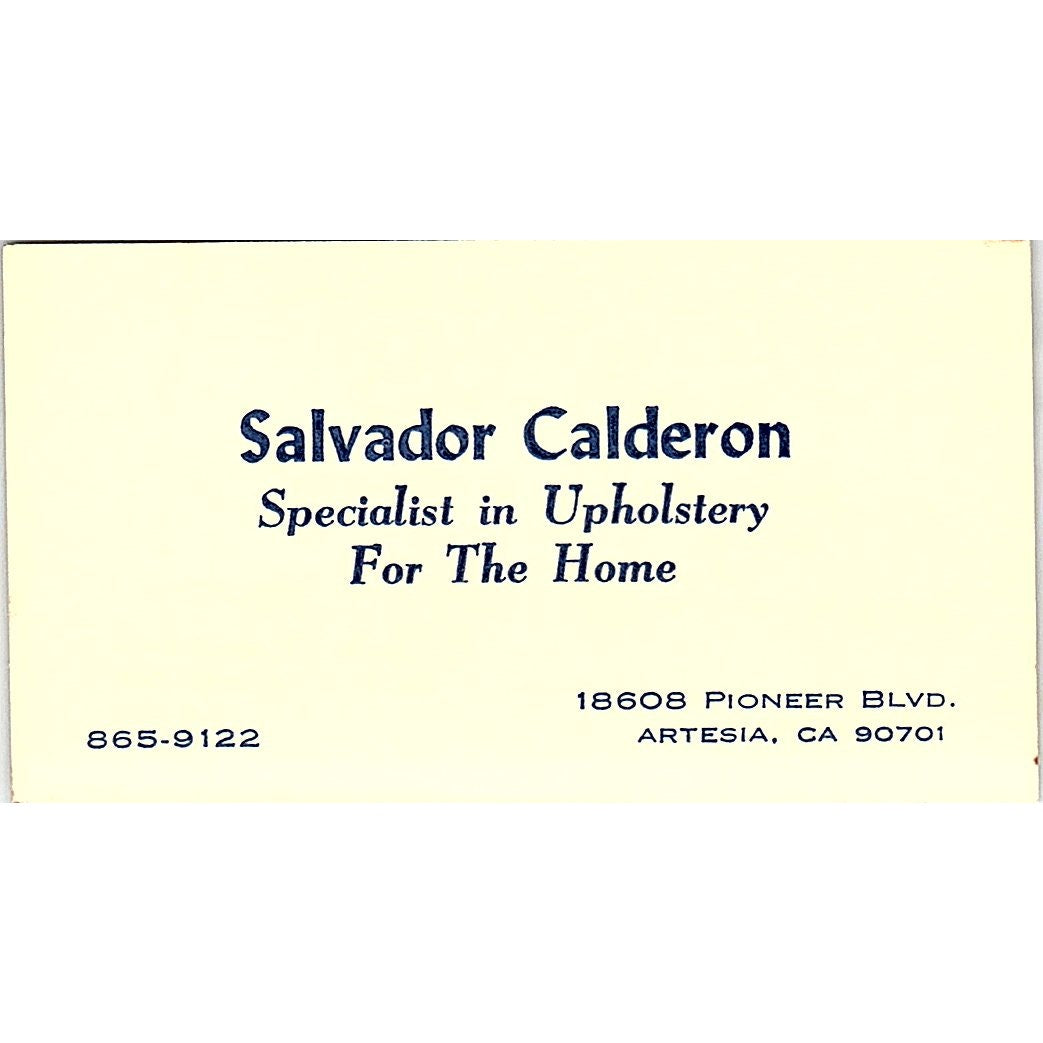 Salvador Calderon
Specialist in Upholstery
For The Home
865-9122
18608 PIONEER BLVD.
ARTESIA, CA 90701